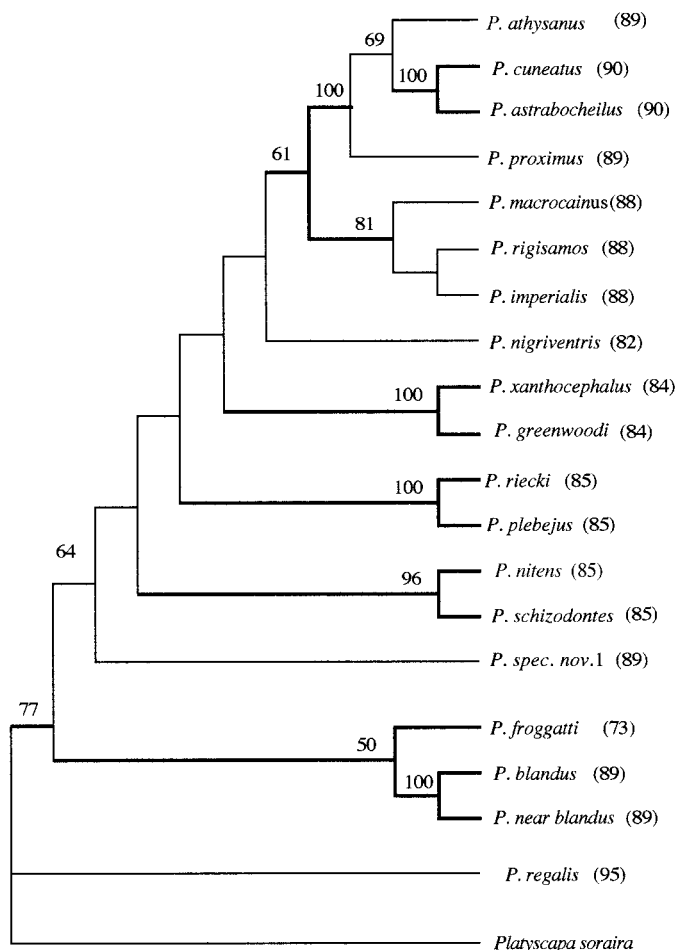 69
P. athysanus (89)
100
P. cuneatus (90)
100
P. astrabocheilus (90)
61
P. proximus (89)
P. macrocainus (88)
81
P. rigisamos (88)
P. imperialis (88)
P. nigriventris (82)
100
P. xanthocephalus (84)
P. greenwoodi (84)
100
P. riecki (85)
P. plebejus (85)
64
96
P. nitens (85)
P. schizodontes (85)
P. spec. nov.1 (89)
77
50
P. froggatti (73)
100
P. blandus (89)
P. near blandus (89)
P. regalis (95)
Platyscapa soraira